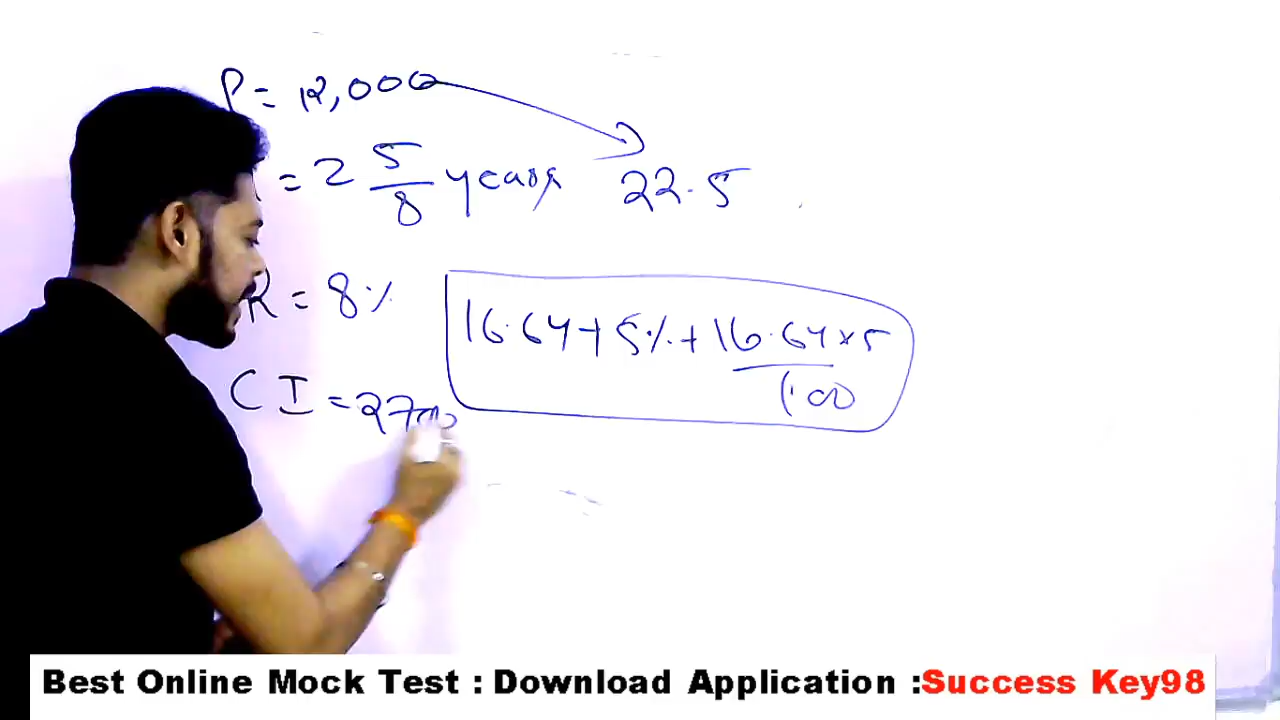 P = 12,000
= 2 5/8 years 22.5
R = 8%
16.64 + 5% + 16.64 x 5 / 100
CI = 2700
Best Online Mock Test : Download Application :Success Key98